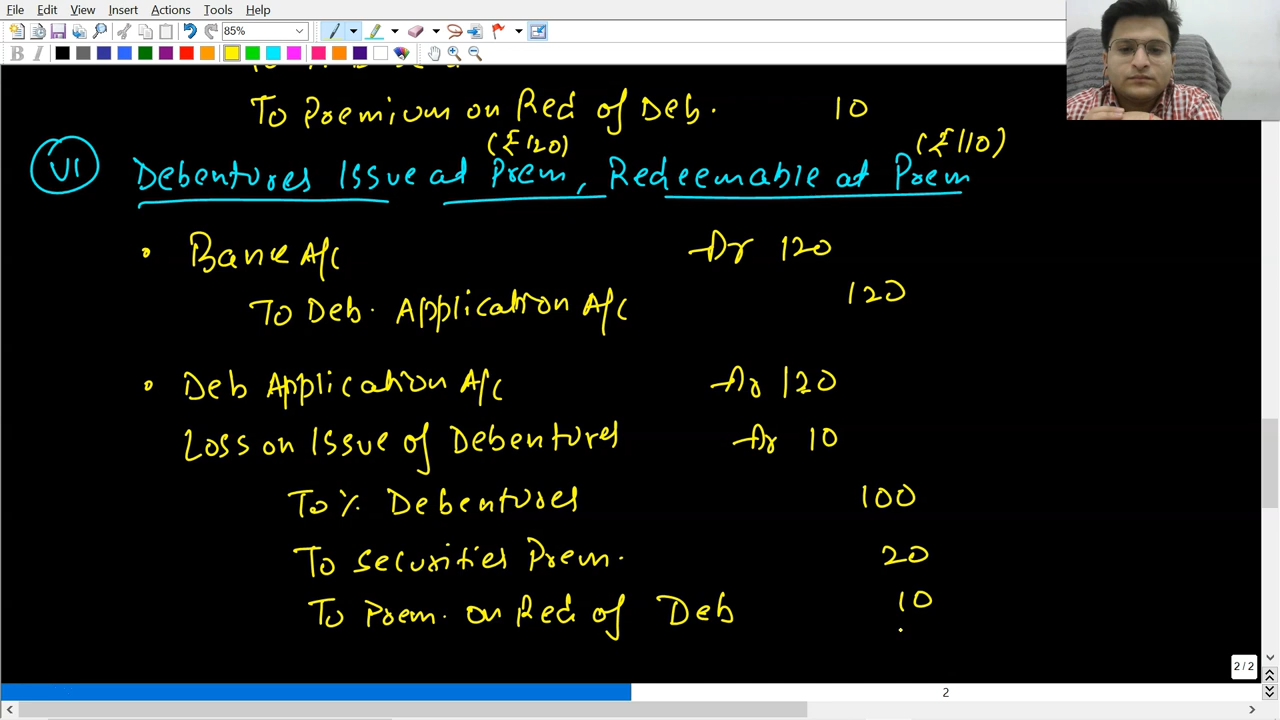 File Edit View Insert Actions Tools Help
85%
B I U
To Premium on Red of Deb. 10
(₹120) (₹110)
VI Debentures Issue at Prem, Redeemable at Prem
• Bank A/c Dr 120
To Deb. Application A/c 120
• Deb Application A/c Dr 120
Loss on Issue of Debentures Dr 10
To % Debentures 100
To Securities Prem. 20
To Prem. on Red of Deb 10
2 / 2
2